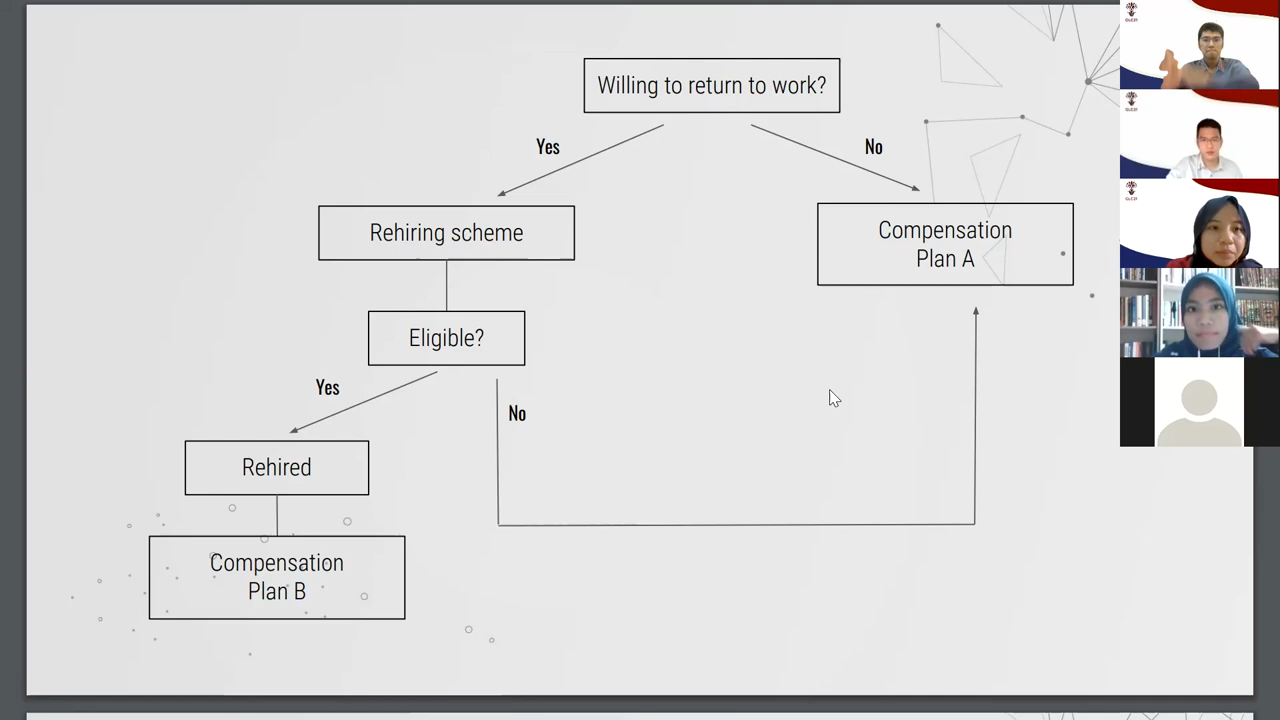 Willing to return to work?
Yes
No
Rehiring scheme
Compensation
Plan A
Eligible?
Yes
No
Rehired
Compensation
Plan B